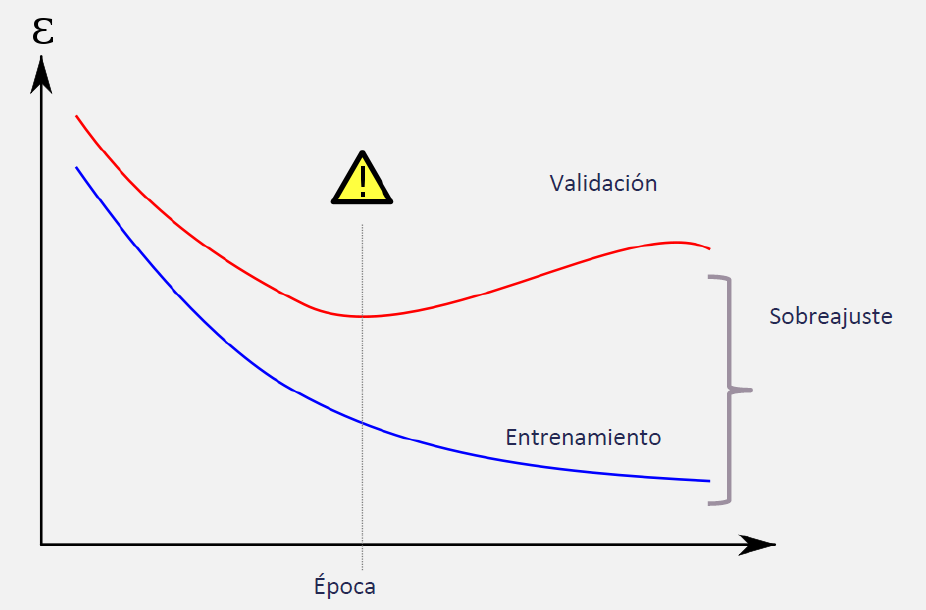 ε
!
Validación
Sobreajuste
Entrenamiento
Época